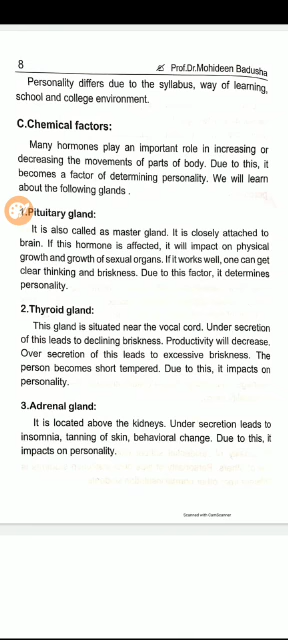 8
Prof.Dr.Mohideen Badusha
Personality differs due to the syllabus, way of learning,
school and college environment.
C.Chemical factors:
Many hormones play an important role in increasing or
decreasing the movements of parts of body. Due to this, it
becomes a factor of determining personality. We will learn
about the following glands .
1.Pituitary gland:
It is also called as master gland. It is closely attached to
brain. If this hormone is affected, it will impact on physical
growth and growth of sexual organs. If it works well, one can get
clear thinking and briskness. Due to this factor, it determines
personality.
2.Thyroid gland:
This gland is situated near the vocal cord. Under secretion
of this leads to declining briskness. Productivity will decrease.
Over secretion of this leads to excessive briskness. The
person becomes short tempered. Due to this, it impacts on
personality.
3.Adrenal gland:
It is located above the kidneys. Under secretion leads to
insomnia, tanning of skin, behavioral change. Due to this, it
impacts on personality.
Scanned with CamScanner